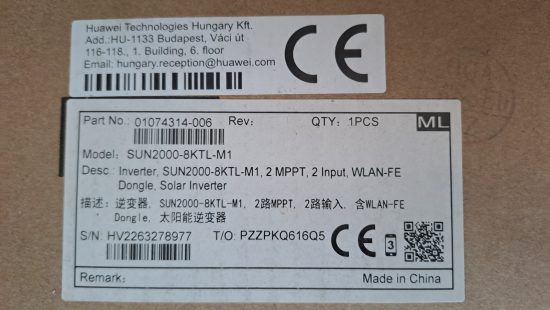 Huawei Technologies Hungary Kft.
Add.:HU-1133 Budapest, Váci út
116-118., 1. Building, 6. floor
Email: hungary.reception@huawei.com
CE
Part No.: 01074314-006 Rev: QTY: 1PCS ML
Model: SUN2000-8KTL-M1
Desc.: Inverter, SUN2000-8KTL-M1, 2 MPPT, 2 Input, WLAN-FE
Dongle, Solar Inverter
描述: 逆变器, SUN2000-8KTL-M1, 2路MPPT, 2路输入, 含WLAN-FE
Dongle, 太阳能逆变器
S/N: HV2263278977 T/O: PZZPKQ616Q5 CE 3
Remark: Made in China